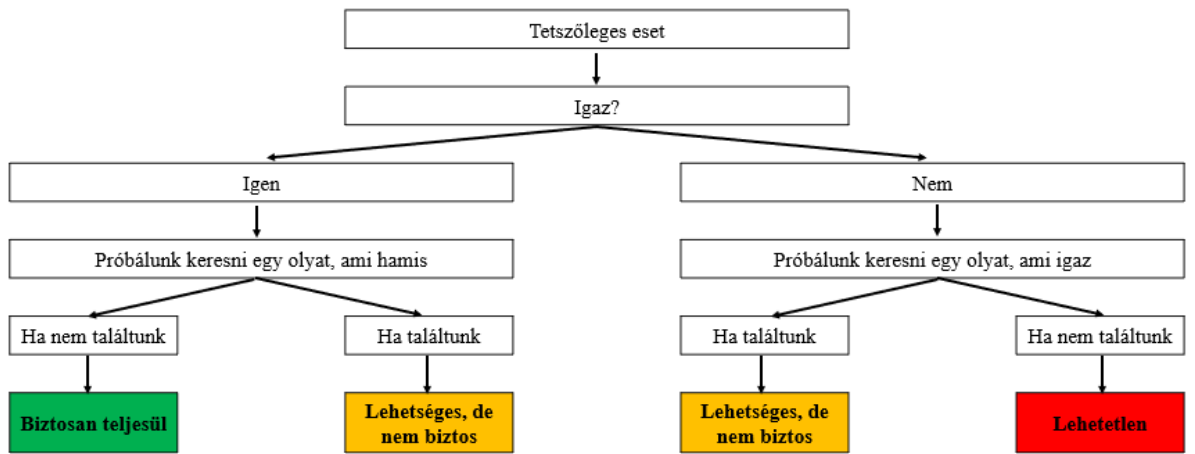 Tetszőleges eset
Igaz?
Igen
Nem
Próbálunk keresni egy olyat, ami hamis
Próbálunk keresni egy olyat, ami igaz
Ha nem találtunk
Ha találtunk
Ha találtunk
Ha nem találtunk
Biztosan teljesül
Lehetséges, de
nem biztos
Lehetséges, de
nem biztos
Lehetetlen